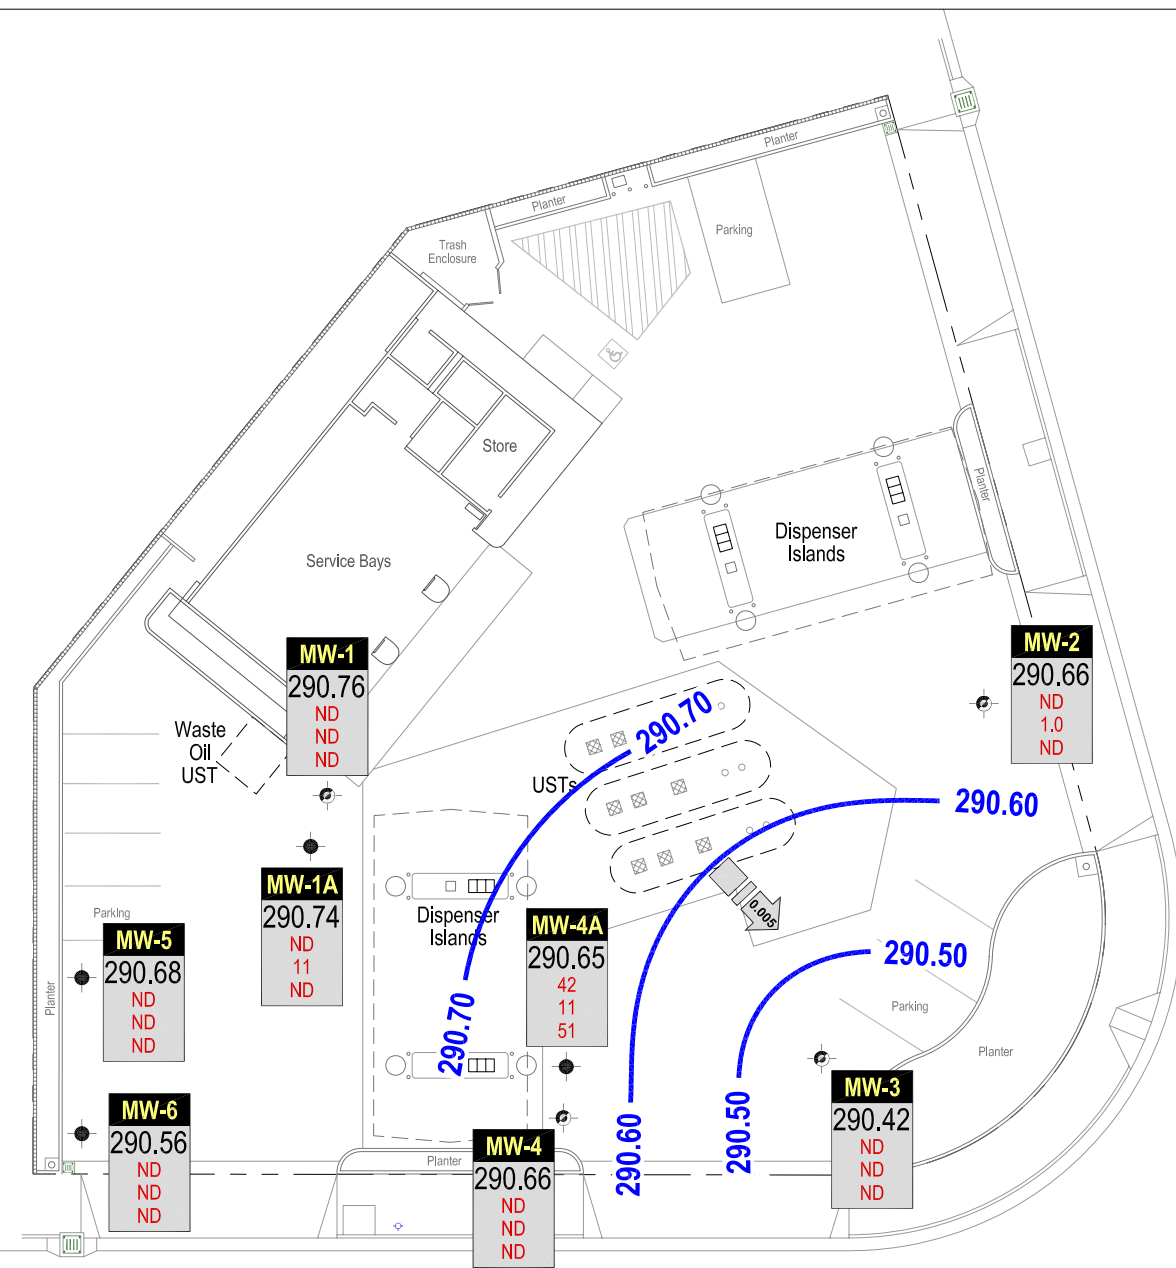 Planter
Planter
Trash
Enclosure
Parking
Store
Planter
Dispenser
Islands
Service Bays
MW-1
290.76
ND
ND
ND
MW-2
290.66
ND
1.0
ND
Waste
Oil
UST
290.70
USTs
290.60
MW-1A
290.74
ND
11
ND
0.005
Parking
Dispenser
Islands
MW-4A
290.65
42
11
51
MW-5
290.68
ND
ND
ND
290.50
Planter
290.70
Parking
Planter
MW-3
290.42
ND
ND
ND
MW-6
290.56
ND
ND
ND
290.60
290.50
Planter
MW-4
290.66
ND
ND
ND